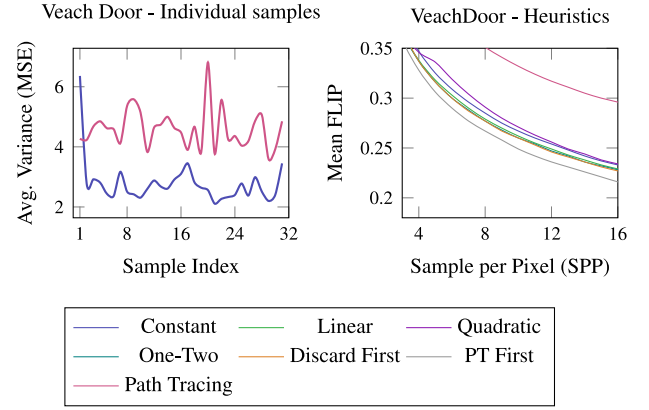 Veach Door - Individual samples
Avg. Variance (MSE)
6
4
2
1 8 16 24 32
Sample Index
VeachDoor - Heuristics
Mean FLIP
0.35
0.3
0.25
0.2
4 8 12 16
Sample per Pixel (SPP)
Constant Linear Quadratic
One-Two Discard First PT First
Path Tracing